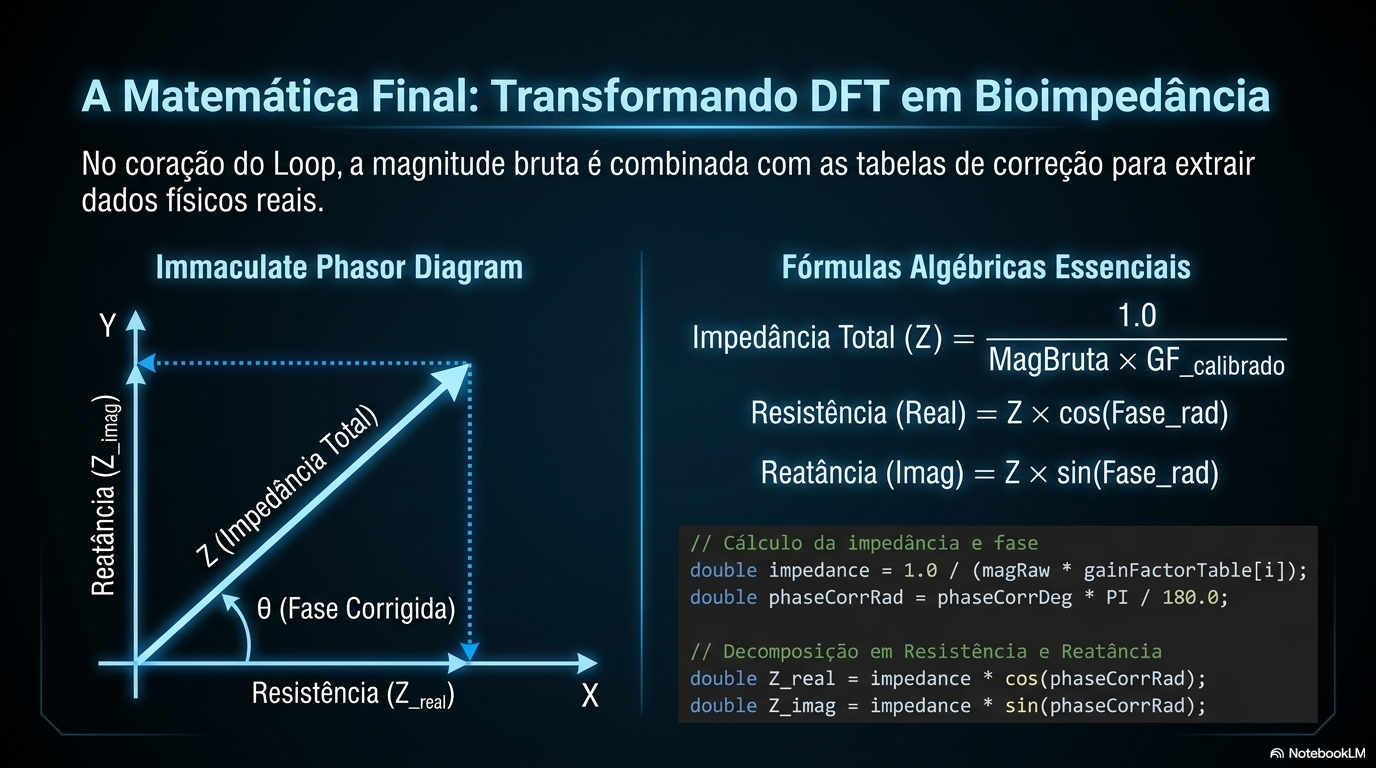 A Matemática Final: Transformando DFT em Bioimpedância
No coração do Loop, a magnitude bruta é combinada com as tabelas de correção para extrair
dados físicos reais.
Immaculate Phasor Diagram
Y
Reatância (Z_imag)
Z (Impedância Total)
θ (Fase Corrigida)
Resistência (Z_real)
X
Fórmulas Algébricas Essenciais
1.0
Impedância Total (Z) =
MagBruta × GF_calibrado
Resistência (Real) = Z × cos(Fase_rad)
Reatância (Imag) = Z × sin(Fase_rad)
// Cálculo da impedância e fase
double impedance = 1.0 / (magRaw * gainFactorTable[i]);
double phaseCorrRad = phaseCorrDeg * PI / 180.0;
// Decomposição em Resistência e Reatância
double Z_real = impedance * cos(phaseCorrRad);
double Z_imag = impedance * sin(phaseCorrRad);
NotebookLM